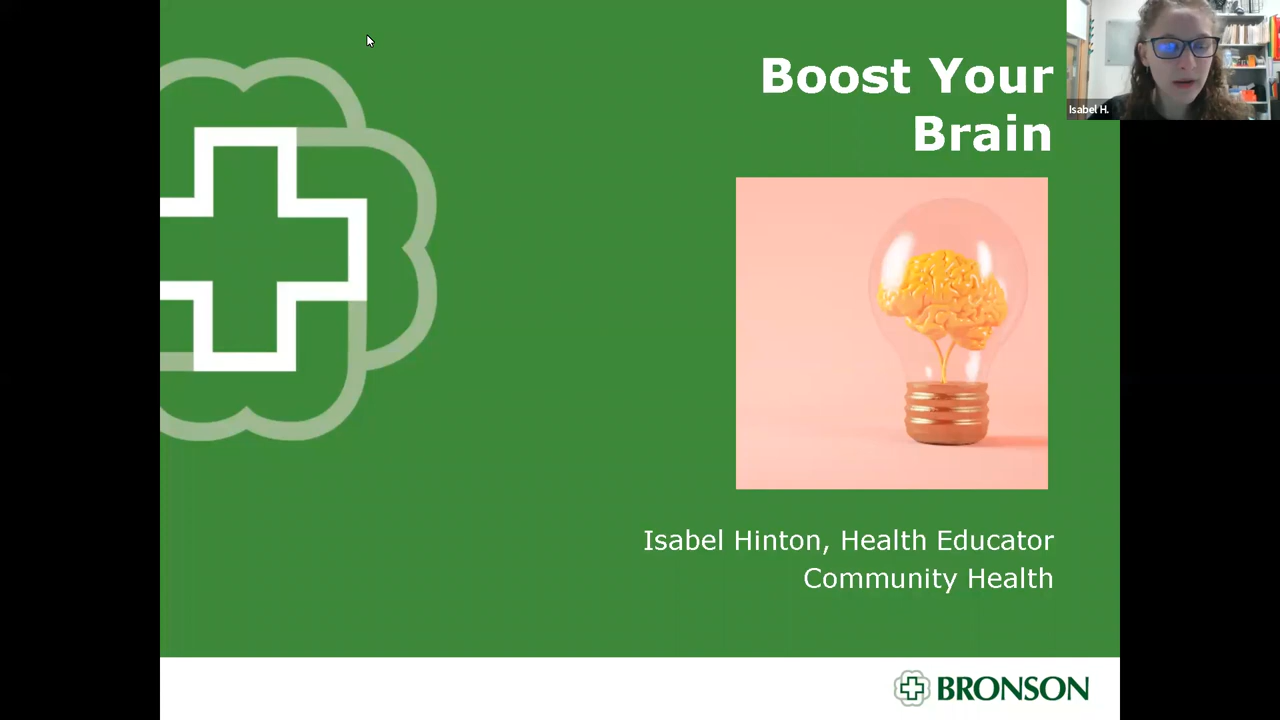 Boost Your
Brain
Isabel H.
Isabel Hinton, Health Educator
Community Health
BRONSON